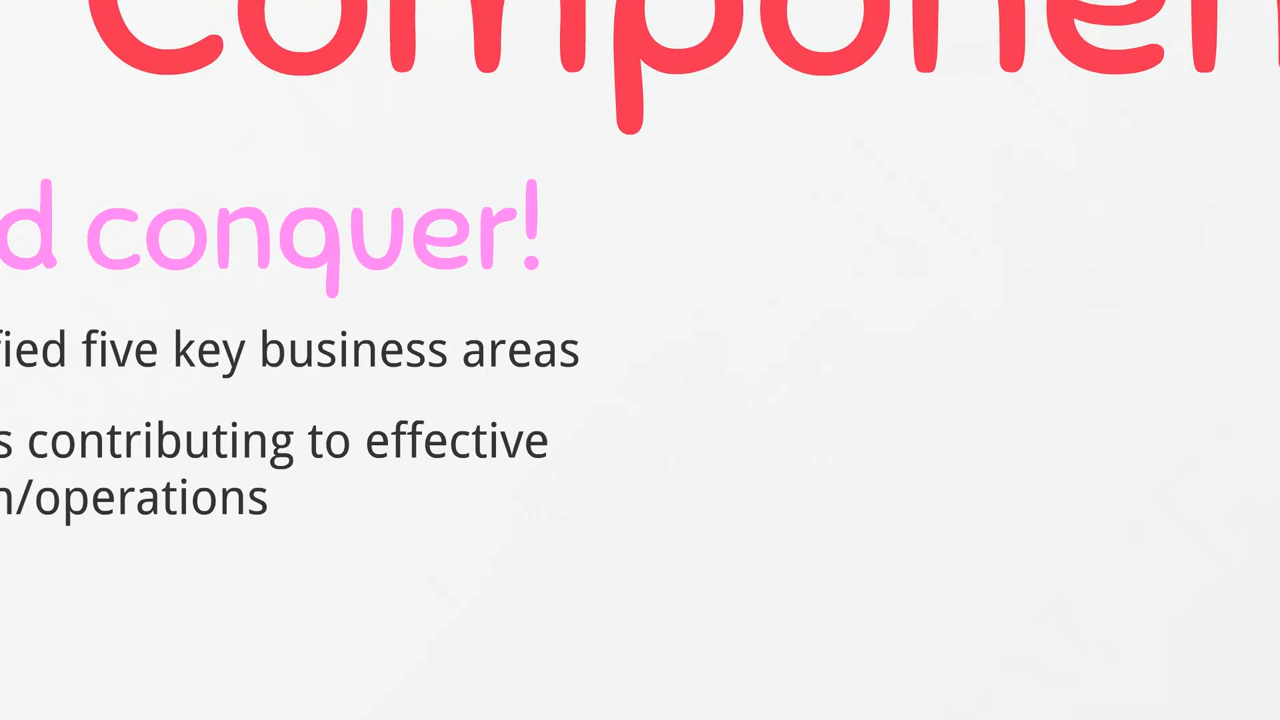 Componen
d conquer!
fied five key business areas
s contributing to effective
n/operations